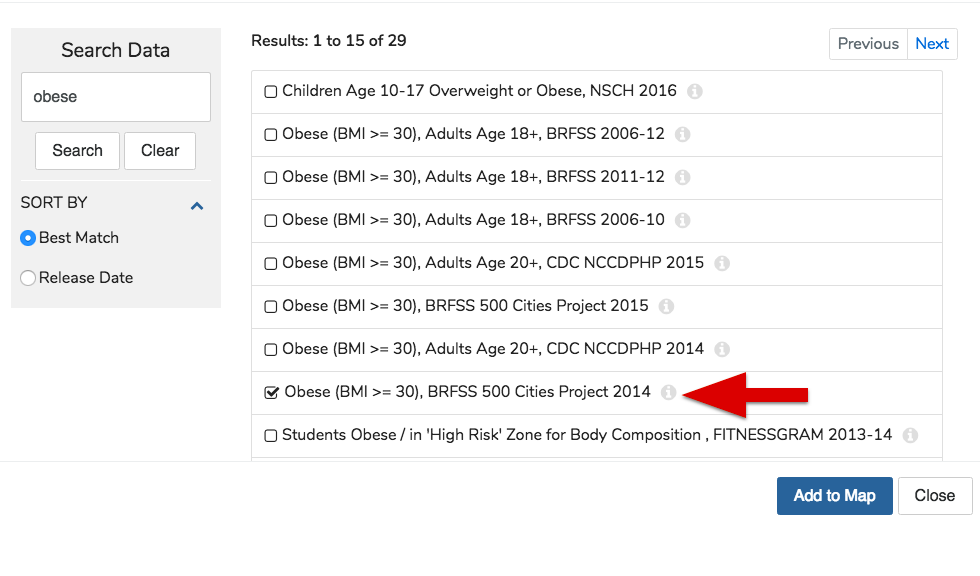 Search Data
obese
Search Clear
SORT BY
Best Match
Release Date
Results: 1 to 15 of 29
Previous Next
Children Age 10-17 Overweight or Obese, NSCH 2016
Obese (BMI >= 30), Adults Age 18+, BRFSS 2006-12
Obese (BMI >= 30), Adults Age 18+, BRFSS 2011-12
Obese (BMI >= 30), Adults Age 18+, BRFSS 2006-10
Obese (BMI >= 30), Adults Age 20+, CDC NCCDPHP 2015
Obese (BMI >= 30), BRFSS 500 Cities Project 2015
Obese (BMI >= 30), Adults Age 20+, CDC NCCDPHP 2014
Obese (BMI >= 30), BRFSS 500 Cities Project 2014
Students Obese / in 'High Risk' Zone for Body Composition , FITNESSGRAM 2013-14
Add to Map Close